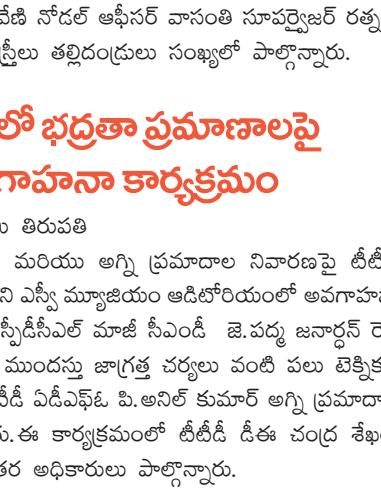 వేణి నోడల్ ఆఫీసర్ వాసంతి సూపర్వైజర్ రత్న
స్త్రీలు తల్లిదండ్రులు సంఖ్యలో పాల్గొన్నారు.
లో భద్రతా ప్రమాణాలపై
గాహనా కార్యక్రమం
తిరుపతి
మరియు అగ్ని ప్రమాదాల నివారణపై టీటీ
ని ఎస్వీ మ్యూజియం ఆడిటోరియంలో అవగాహ
స్పీడీసీఎల్ మాజీ సీఎండీ జె.పద్మ జనార్ధన్ రె
ముందస్తు జాగ్రత్త చర్యలు వంటి పలు టెక్నిక
వీడీ ఏడీఎఫ్ఓ పి.అనిల్ కుమార్ అగ్ని ప్రమాదా
రు.ఈ కార్యక్రమంలో టీటీడీ డీఈ చంద్ర శేఖ
తర అధికారులు పాల్గొన్నారు.